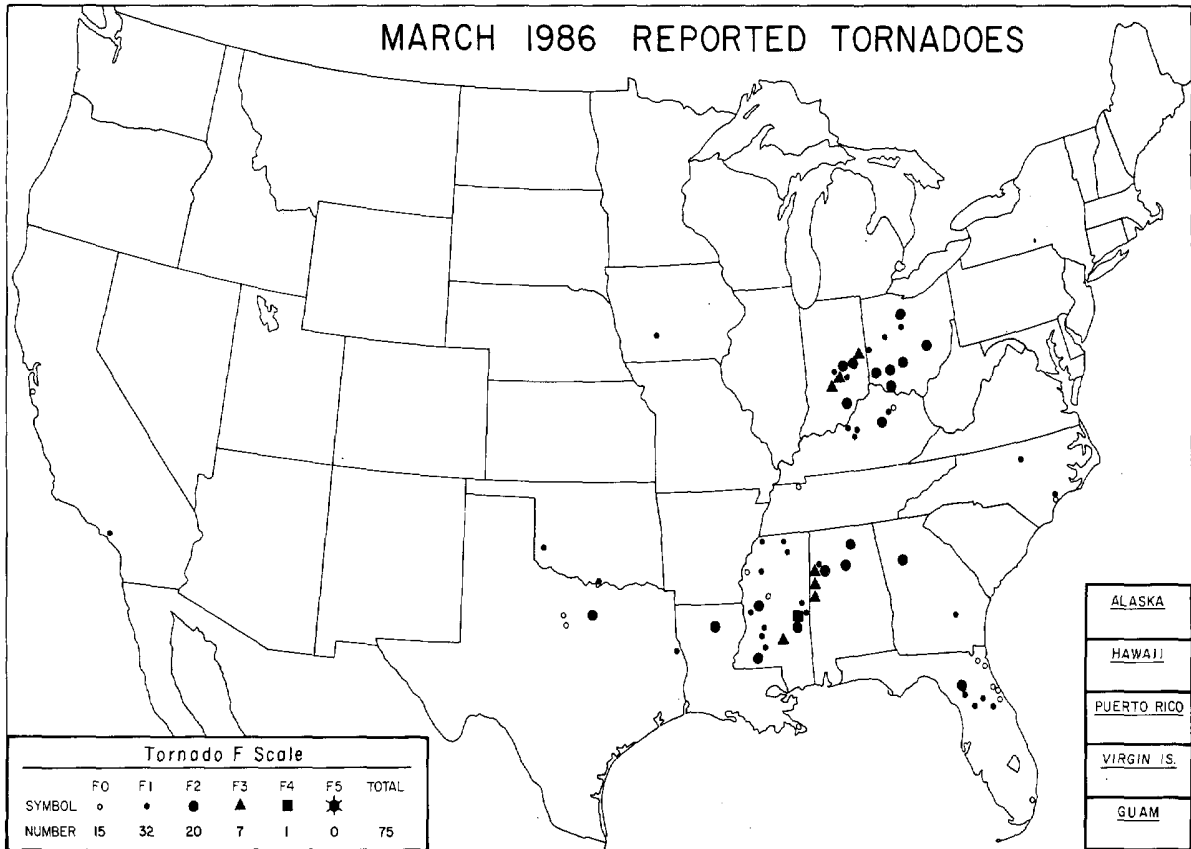 MARCH 1986 REPORTED TORNADOES
ALASKA
HAWAII
PUERTO RICO
VIRGIN IS.
GUAM
Tornado F Scale
F0 F1 F2 F3 F4 F5 TOTAL
SYMBOL
NUMBER 15 32 20 7 1 0 75